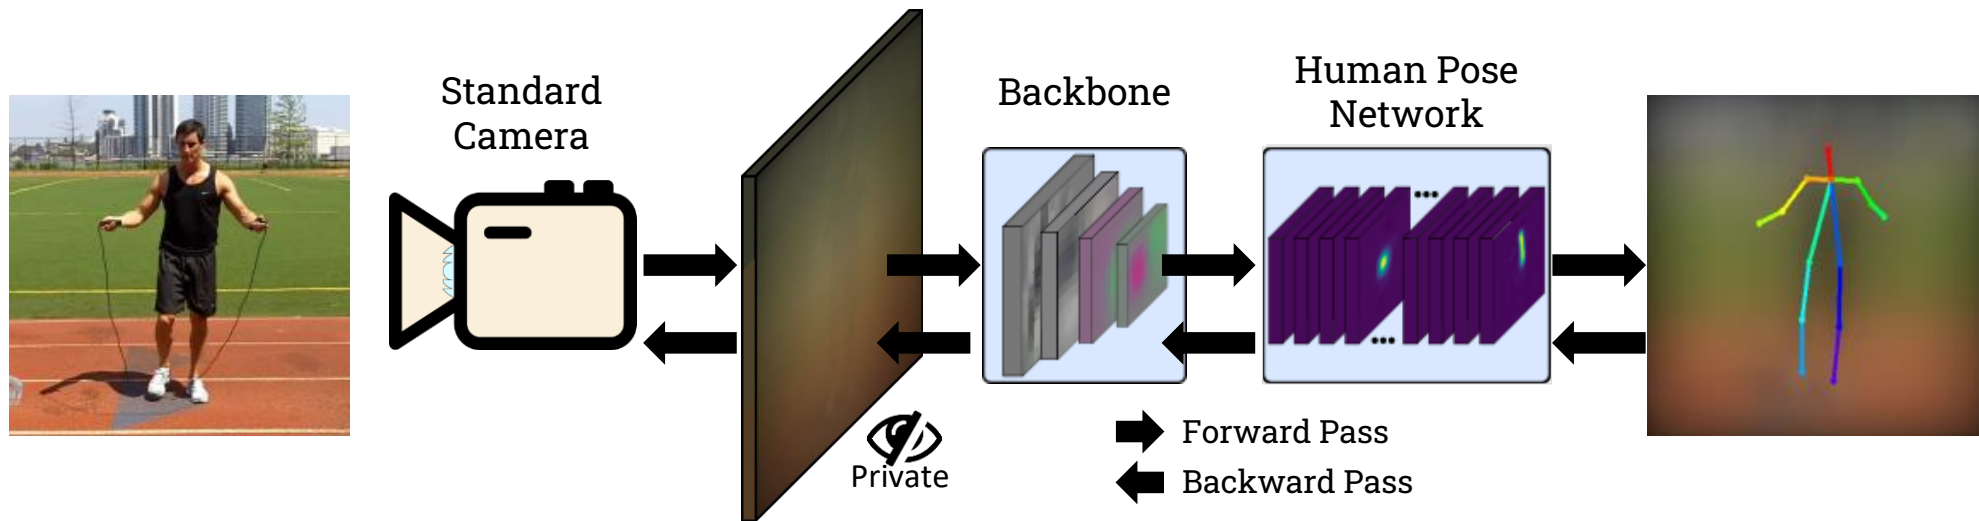 Standard
Camera
Backbone
Human Pose
Network
...
...
Private
Forward Pass
Backward Pass